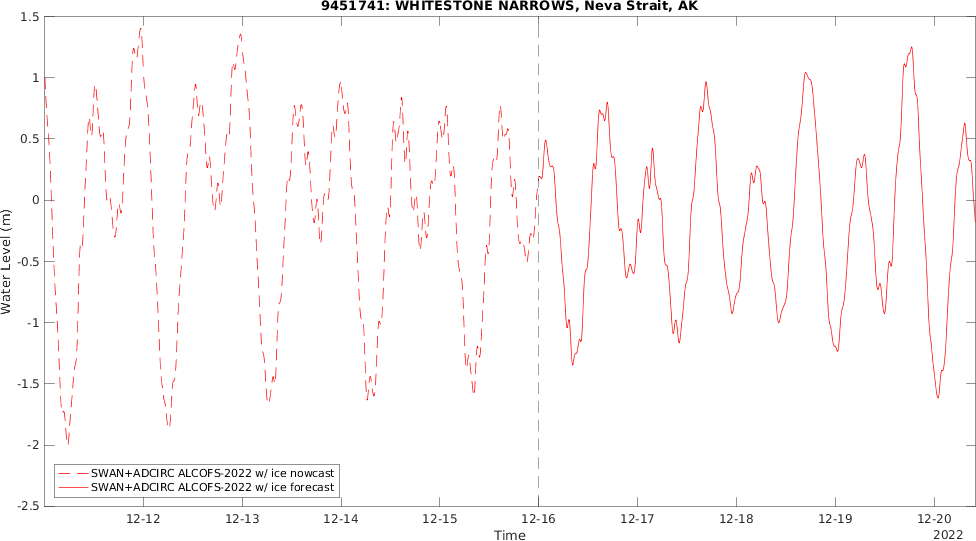 9451741: WHITESTONE NARROWS, Neva Strait, AK
1.5
1
0.5
0
-0.5
-1
-1.5
-2
-2.5
Water Level (m)
SWAN+ADCIRC ALCOFS-2022 w/ ice nowcast
SWAN+ADCIRC ALCOFS-2022 w/ ice forecast
12-12 12-13 12-14 12-15 12-16 12-17 12-18 12-19 12-20
Time
2022